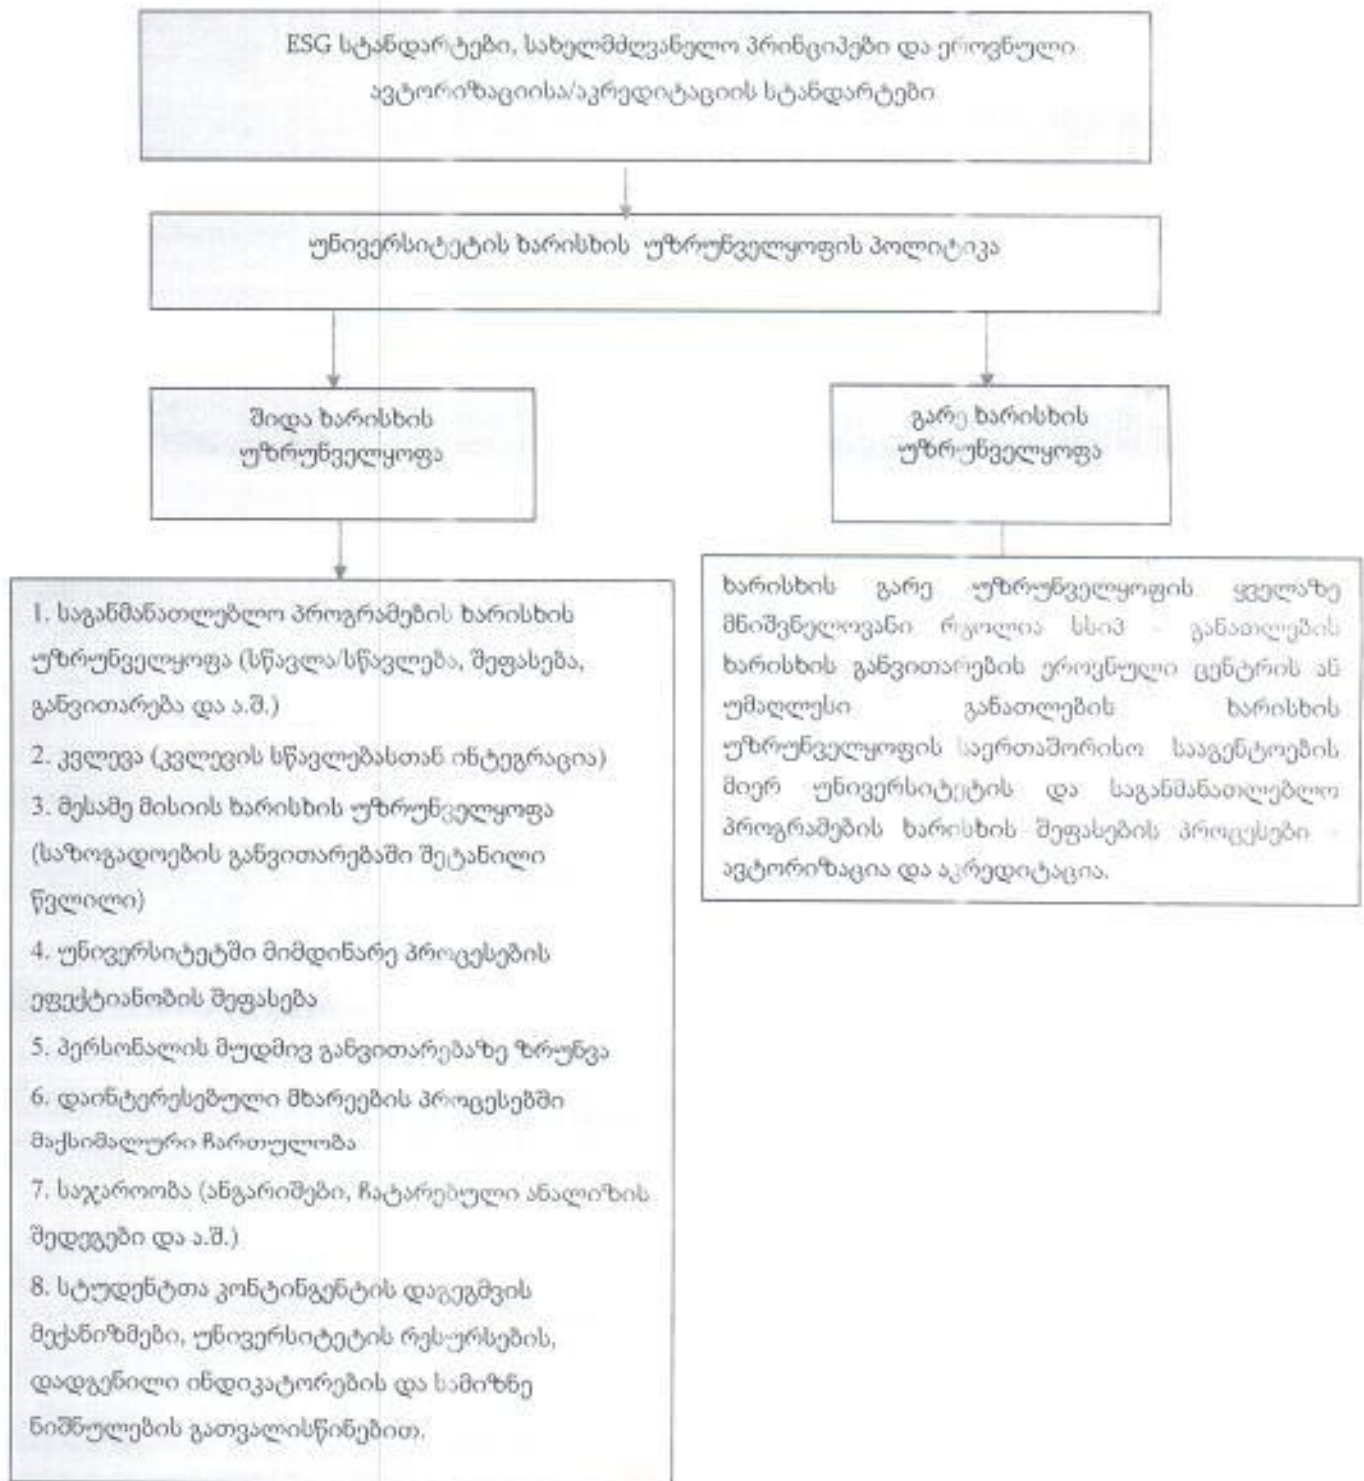 ESG სტანდარტები, სახელმძღვანელო პრინციპები და ეროვნული
ავტორიზაციისა/აკრედიტაციის სტანდარტები
უნივერსიტეტის ხარისხის უზრუნველყოფის პოლიტიკა
შიდა ხარისხის
უზრუნველყოფა
გარე ხარისხის
უზრუნველყოფა
1. საგანმანათლებლო პროგრამების ხარისხის
უზრუნველყოფა (სწავლა/სწავლება, შეფასება,
განვითარება და ა.შ.)
2. კვლევა (კვლევის სწავლებასთან ინტეგრაცია)
3. მესამე მისიის ხარისხის უზრუნველყოფა
(საზოგადოების განვითარებაში შეტანილი
წვლილი)
4. უნივერსიტეტში მიმდინარე პროცესების
ეფექტიანობის შეფასება
5. პერსონალის მუდმივ განვითარებაზე ზრუნვა
6. დაინტერესებული მხარეების პროცესებში
მაქსიმალური ჩართულობა
7. საჯაროობა (ანგარიშები, ჩატარებული ანალიზის
შედეგები და ა.შ.)
8. სტუდენტთა კონტინგენტის დაგეგმვის
მექანიზმები, უნივერსიტეტის რესურსების,
დადგენილი ინდიკატორების და სამიზნე
ნიშნულების გათვალისწინებით.
ხარისხის გარე უზრუნველყოფის ყველაზე
მნიშვნელოვანი რგოლია სსიპ - განათლების
ხარისხის განვითარების ეროვნული ცენტრის ან
უმაღლესი განათლების ხარისხის
უზრუნველყოფის საერთაშორისო სააგენტოების
მიერ უნივერსიტეტის და საგანმანათლებლო
პროგრამების ხარისხის შეფასების პროცესები -
ავტორიზაცია და აკრედიტაცია.